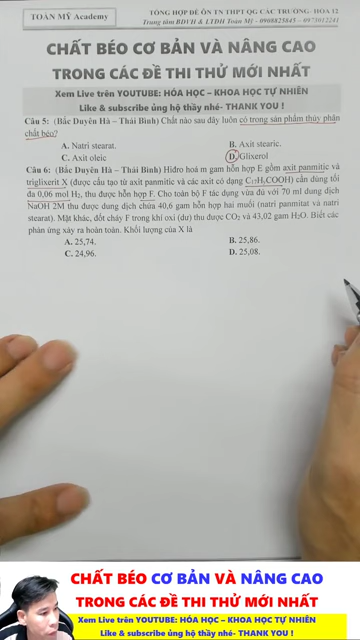 TOÁN MỸ Academy
TỔNG HỢP ĐỀ ÔN TN THPT QG CÁC TRƯỜNG- HÓA 12
Trung tâm BDVH & LTĐH Toán Mỹ - 0908825845 – 0973012241
CHẤT BÉO CƠ BẢN VÀ NÂNG CAO
TRONG CÁC ĐỀ THI THỬ MỚI NHẤT
Xem Live trên YOUTUBE: HÓA HỌC – KHOA HỌC TỰ NHIÊN
Like & subscribe ủng hộ thầy nhé- THANK YOU !
Câu 5: (Bắc Duyên Hà – Thái Bình) Chất nào sau đây luôn có trong sản phẩm thủy phân
chất béo?
A. Natri stearat. B. Axit stearic.
C. Axit oleic D. Glixerol
Câu 6: (Bắc Duyên Hà – Thái Bình) Hiđro hoá m gam hỗn hợp E gồm axit panmitic và
triglixerit X (được cấu tạo từ axit panmitic và các axit có dạng C₁₇HyCOOH) cần dùng tối
đa 0,06 mol H₂, thu được hỗn hợp F. Cho toàn bộ F tác dụng vừa đủ với 70 ml dung dịch
NaOH 2M thu được dung dịch chứa 40,6 gam hỗn hợp hai muối (natri panmitat và natri
stearat). Mặt khác, đốt cháy F trong khí oxi (dư) thu được CO₂ và 43,02 gam H₂O. Biết các
phản ứng xảy ra hoàn toàn. Khối lượng của X là
A. 25,74. B. 25,86.
C. 24,96. D. 25,08.
CHẤT BÉO CƠ BẢN VÀ NÂNG CAO
TRONG CÁC ĐỀ THI THỬ MỚI NHẤT
Xem Live trên YOUTUBE: HÓA HỌC – KHOA HỌC TỰ NHIÊN
Like & subscribe ủng hộ thầy nhé- THANK YOU !